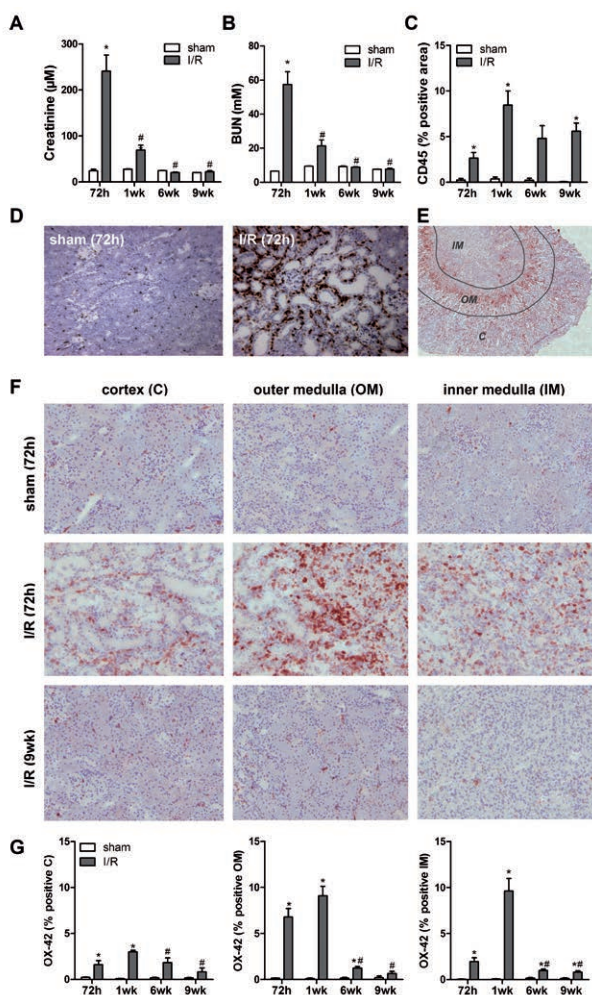 A
sham
I/R
Creatinine (µM)
300
200
100
0
*
#
#
#
72h 1wk 6wk 9wk
B
sham
I/R
BUN (mM)
80
60
40
20
0
*
#
#
#
72h 1wk 6wk 9wk
C
sham
I/R
CD45 (% positive area)
15
10
5
0
*
*
*
72h 1wk 6wk 9wk
D
sham (72h)
I/R (72h)
E
IM
OM
C
F
cortex (C) outer medulla (OM) inner medulla (IM)
sham (72h)
I/R (72h)
I/R (9wk)
G
sham
I/R
OX-42 (% positive C)
15
10
5
0
*
*
#
#
72h 1wk 6wk 9wk
OX-42 (% positive OM)
15
10
5
0
*
*
*#
#
72h 1wk 6wk 9wk
OX-42 (% positive IM)
15
10
5
0
*
*
*#
*#
72h 1wk 6wk 9wk